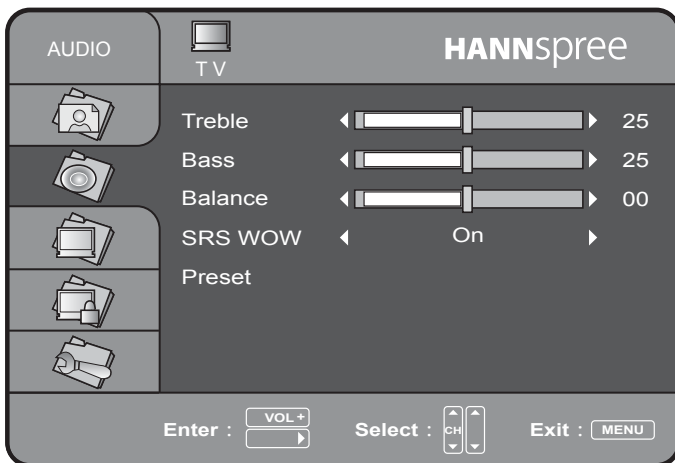 AUDIO
TV
HANNSpree
Treble 25
Bass 25
Balance 00
SRS WOW On
Preset
Enter : VOL+ Select : CH Exit : MENU